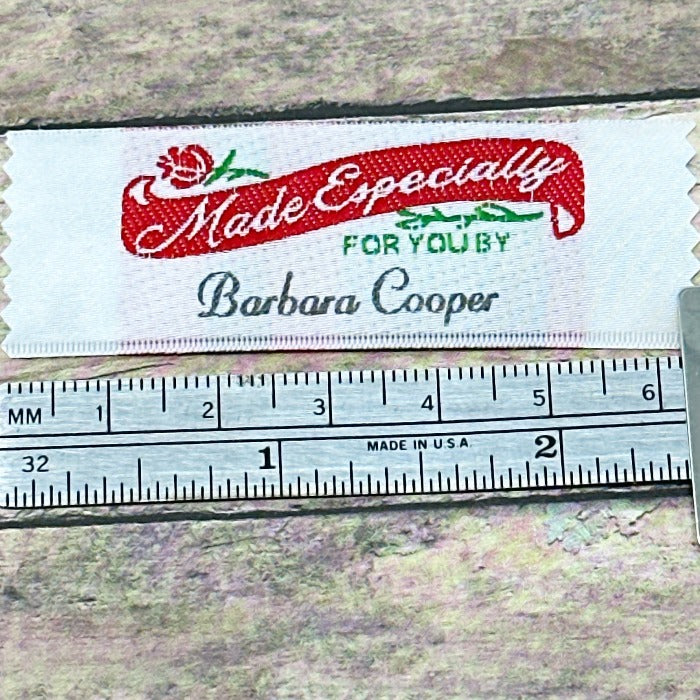 Made Especially
FOR YOU BY
Barbara Cooper
MM 1 2 3 4 5 6
32 1 MADE IN U.S.A. 2